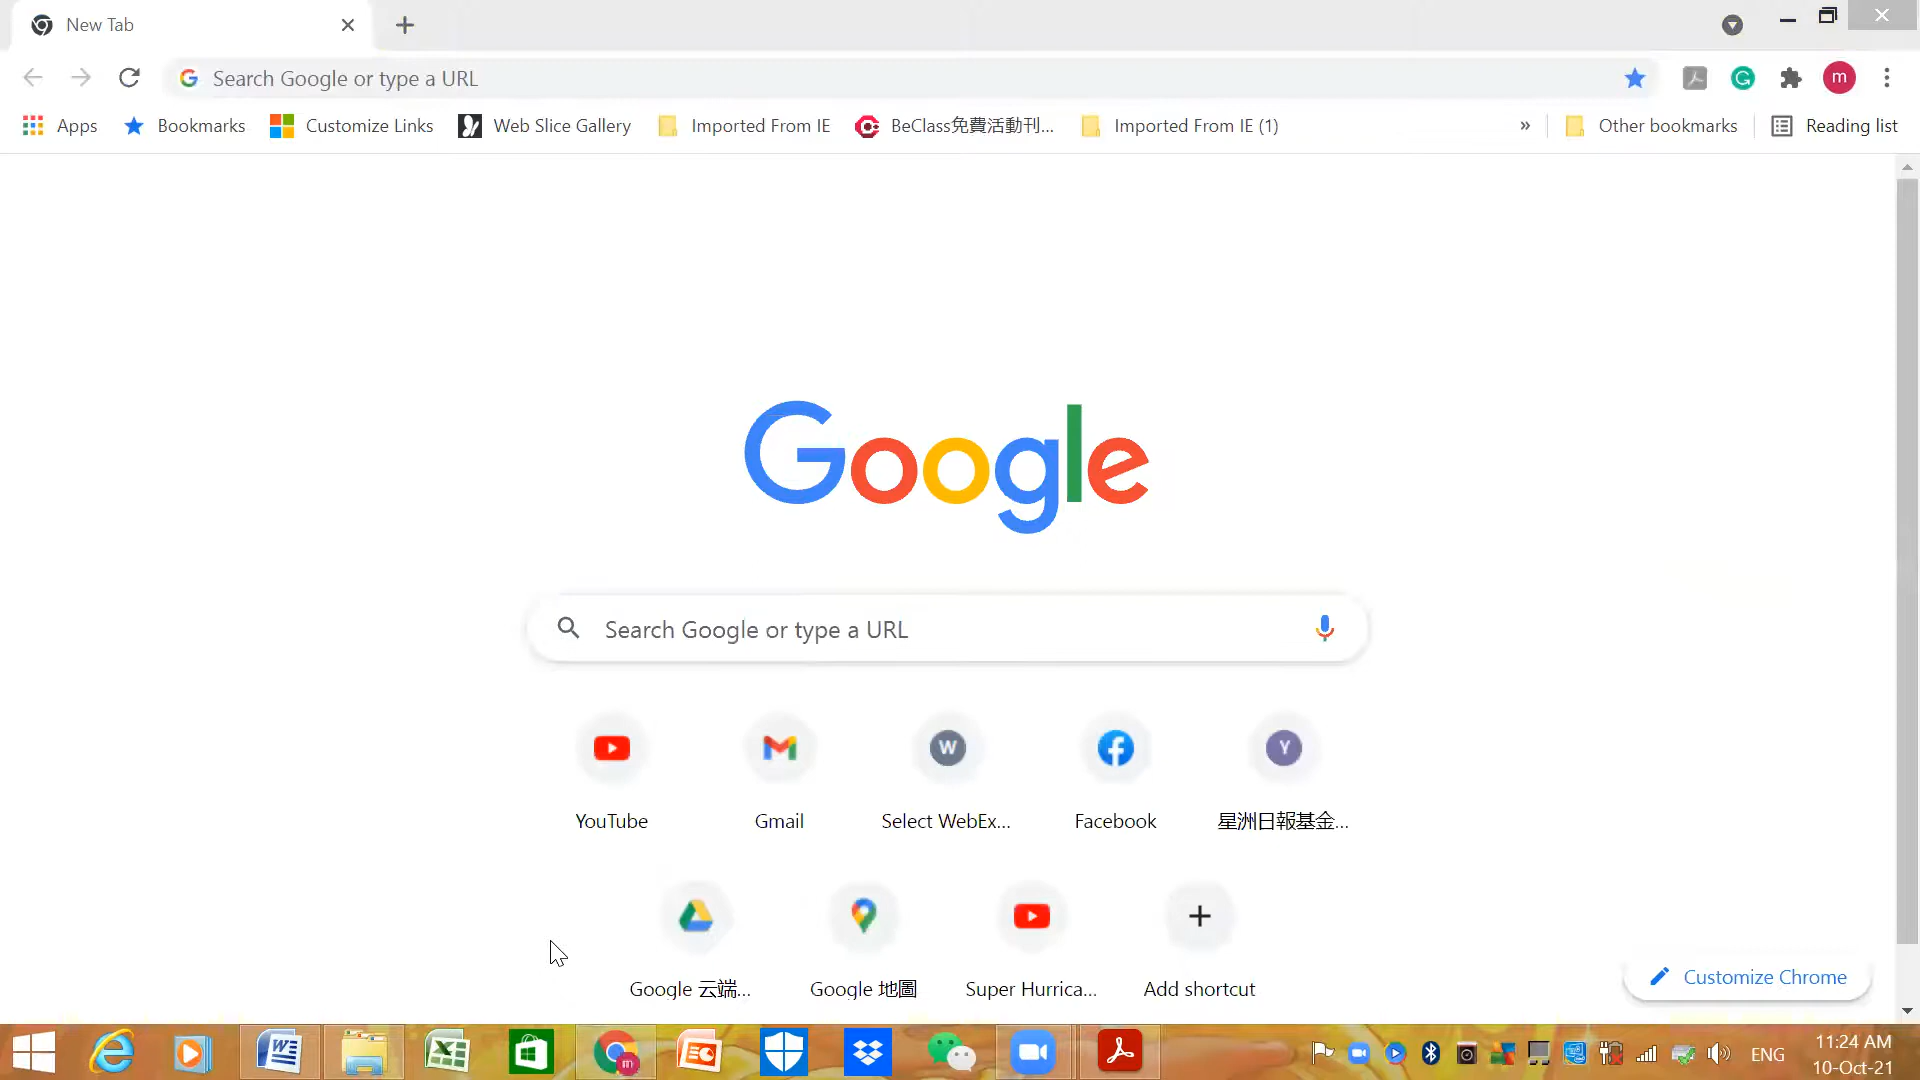 New Tab
Search Google or type a URL
m
Apps
Bookmarks
Customize Links
Web Slice Gallery
Imported From IE
BeClass免費活動刊...
Imported From IE (1)
»
Other bookmarks
Reading list
Google
Search Google or type a URL
W
Y
YouTube
Gmail
Select WebEx...
Facebook
星洲日報基金...
Google 云端...
Google 地圖
Super Hurrica...
Add shortcut
Customize Chrome
m
ENG
11:24 AM
10-Oct-21